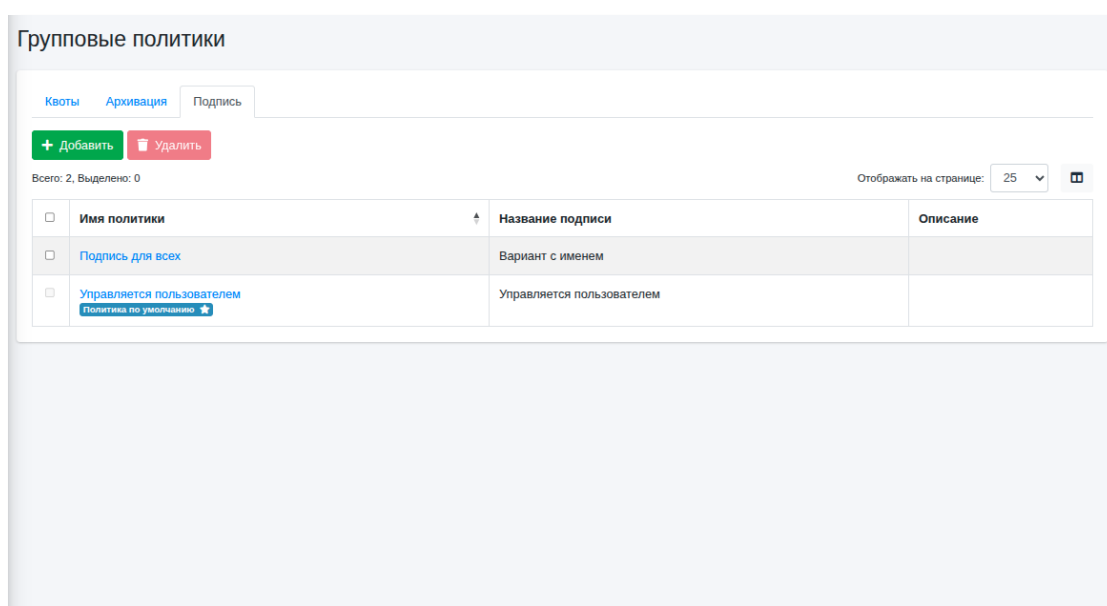 Групповые политики
Квоты Архивация Подпись
Добавить Удалить
Всего: 2, Выделено: 0 Отображать на странице: 25
Имя политики Название подписи Описание
Подпись для всех Вариант с именем
Управляется пользователем Управляется пользователем
Политика по умолчанию